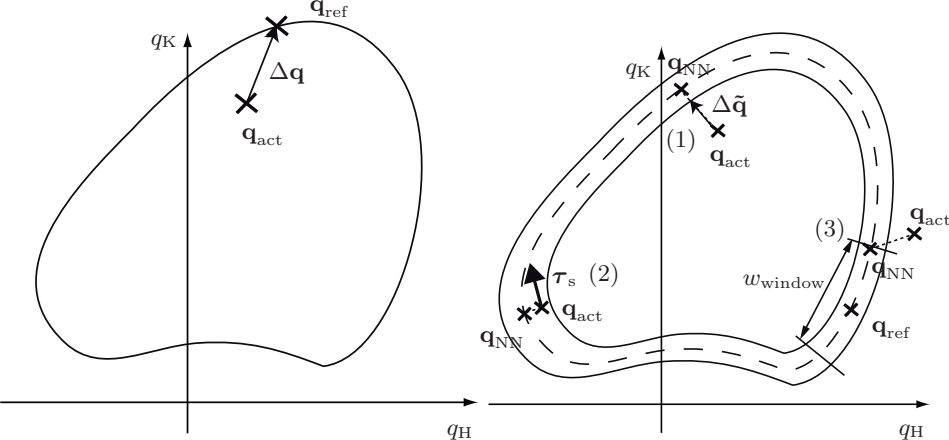 q_ref
q_K
Δq
q_act
q_H
q_K
q_NN
Δq̃
(1)
q_act
q_act
(3)
q_NN
τ_s (2)
w_window
q_act
q_NN
q_ref
q_H